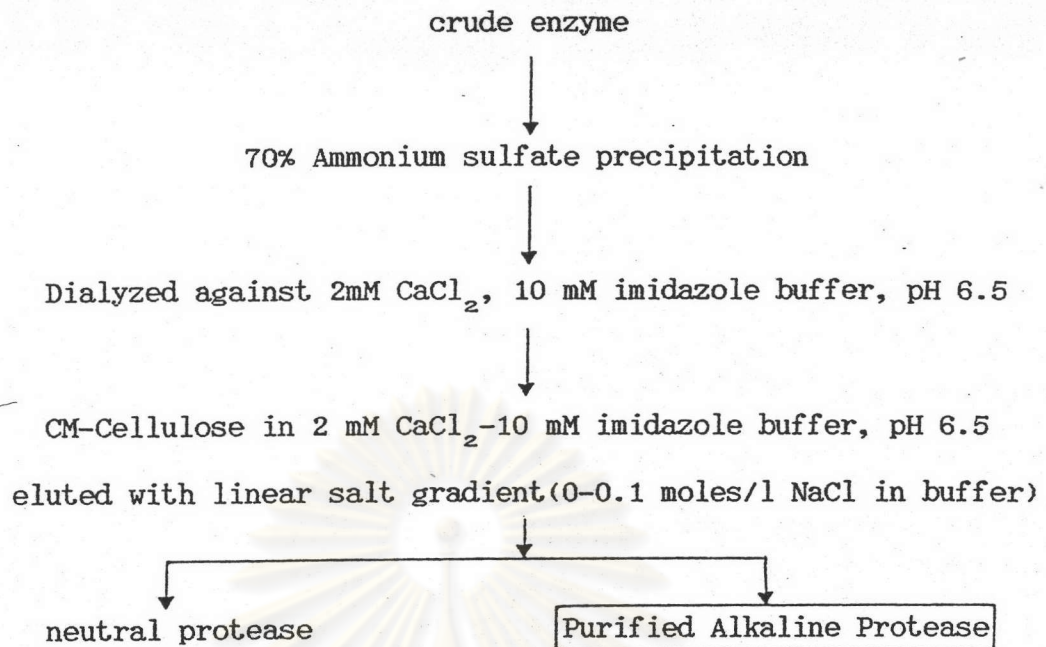 crude enzyme
70% Ammonium sulfate precipitation
Dialyzed against 2mM CaCl₂, 10 mM imidazole buffer, pH 6.5
CM-Cellulose in 2 mM CaCl₂-10 mM imidazole buffer, pH 6.5
eluted with linear salt gradient(0-0.1 moles/l NaCl in buffer)
neutral protease Purified Alkaline Protease